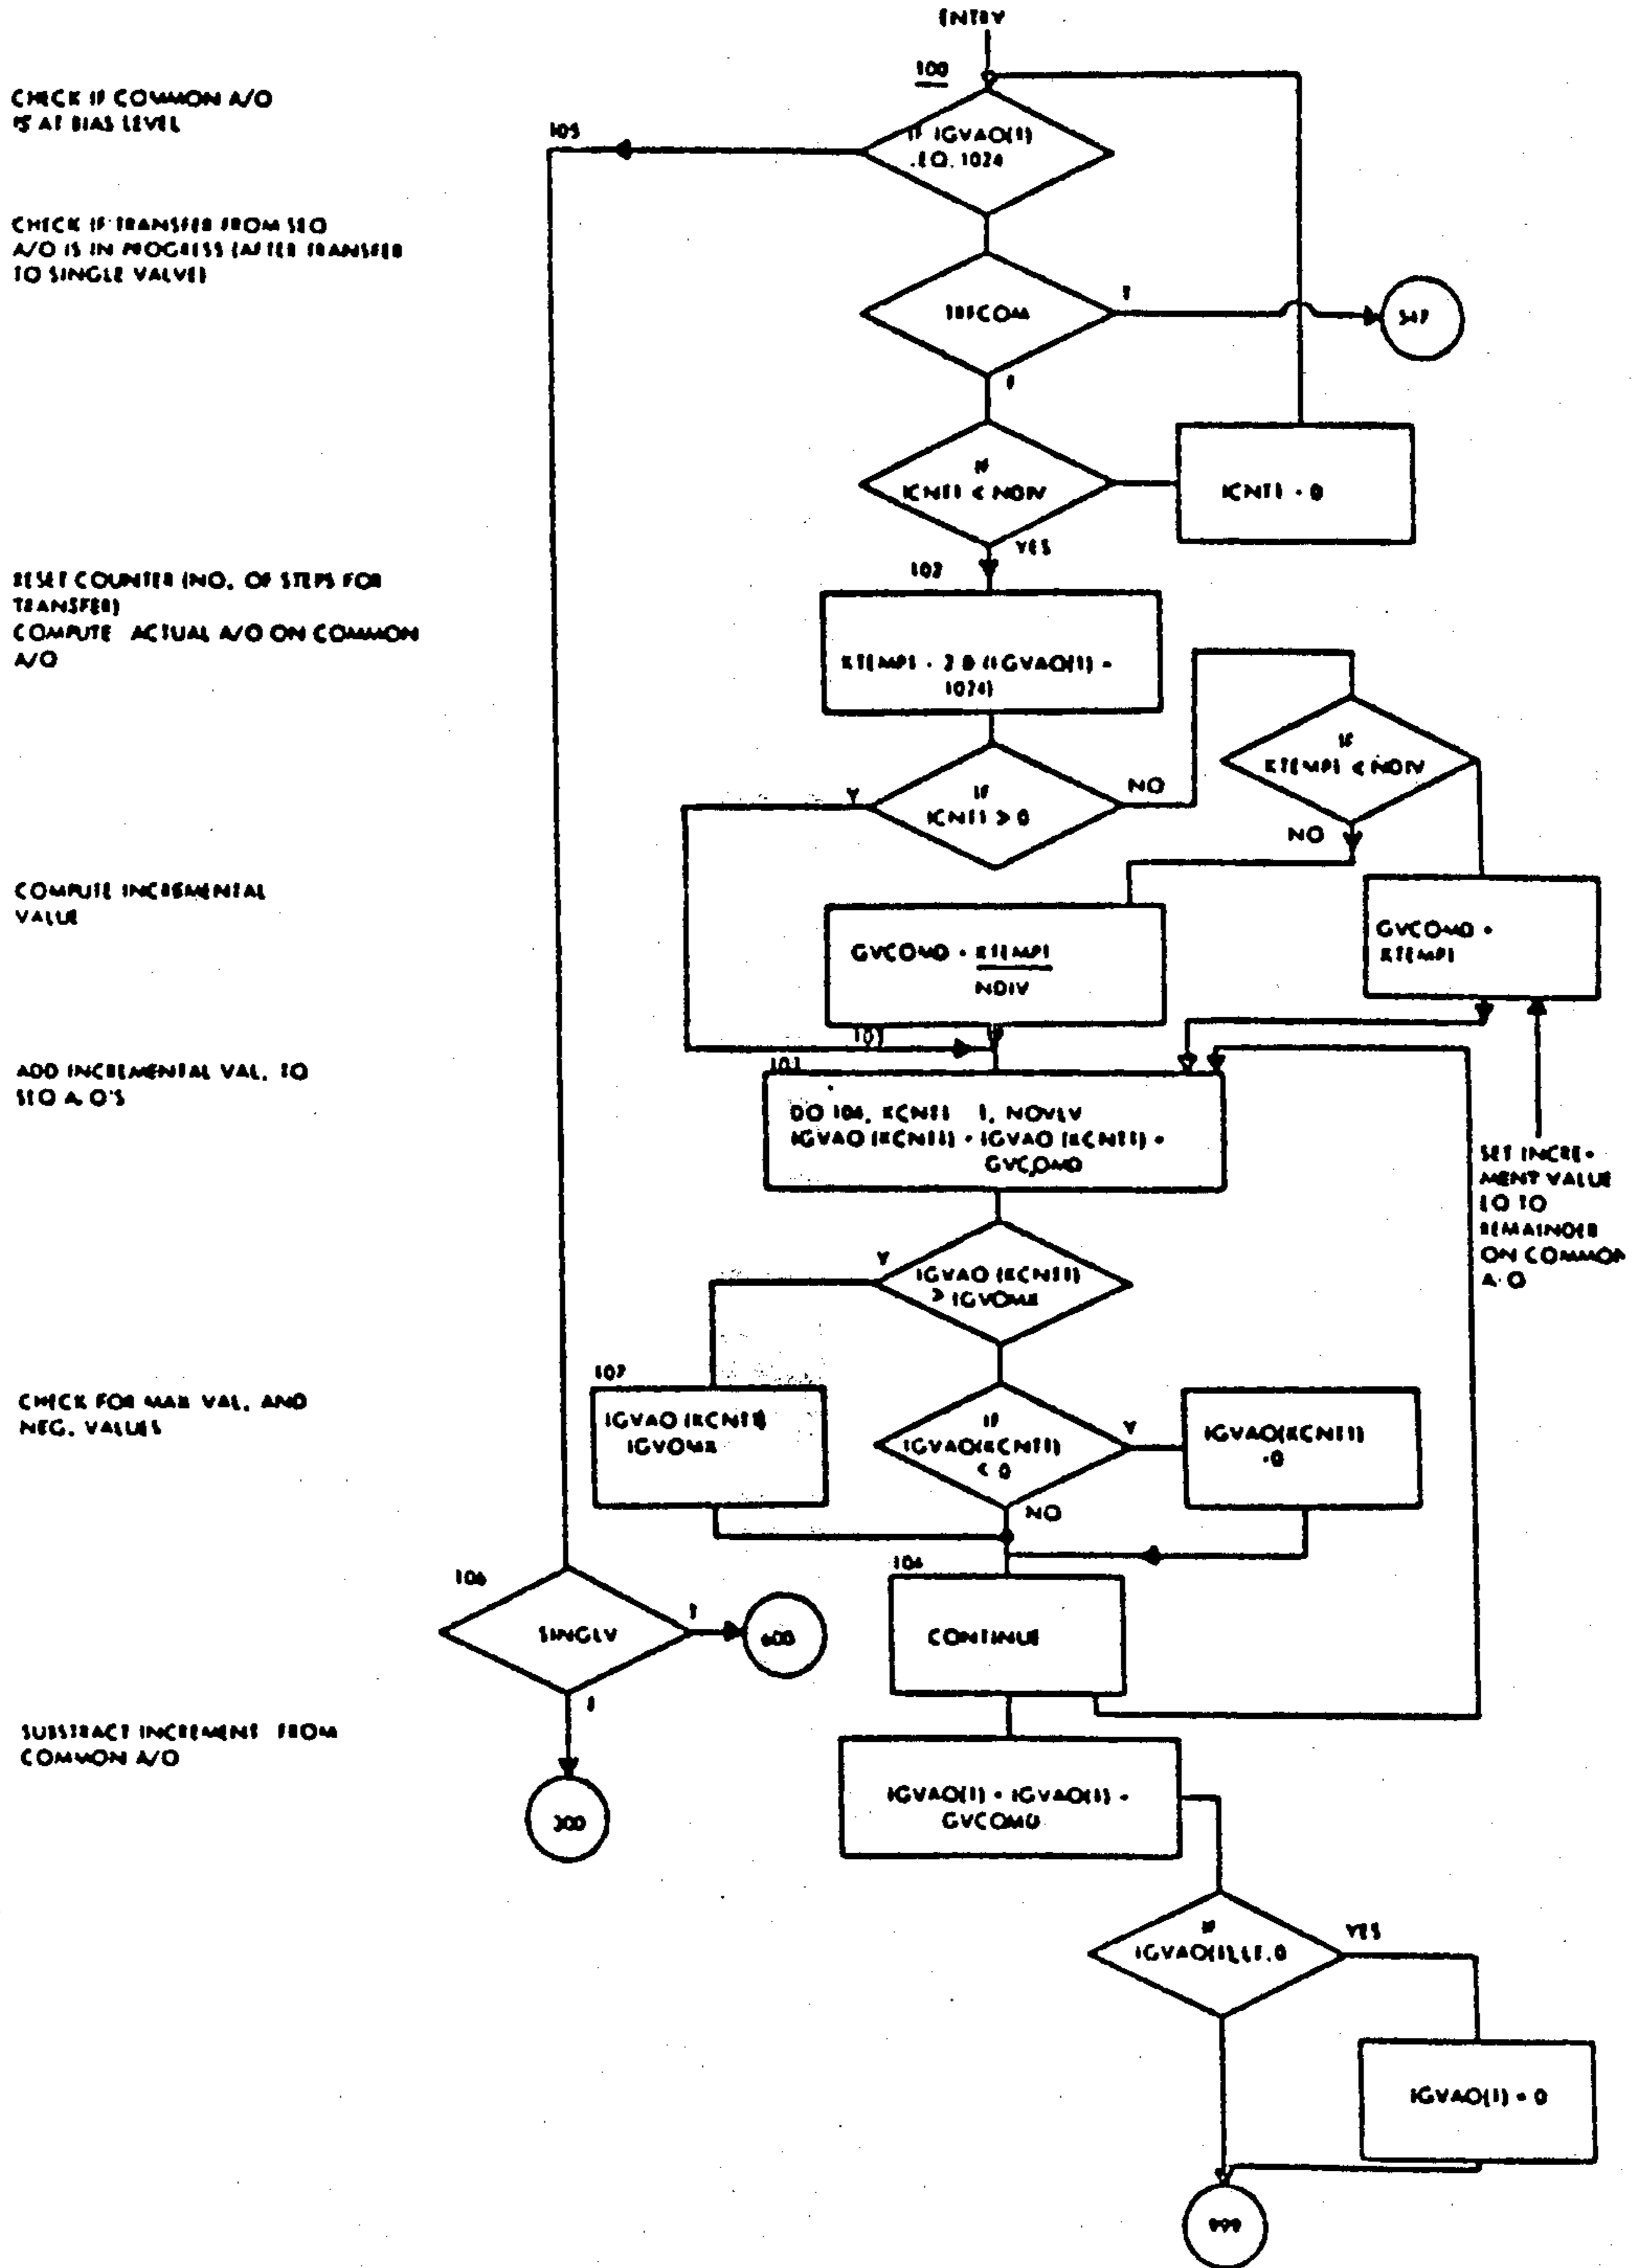 ENTRY
100
CHECK IF COMMON A/O
IS AT BIAS LEVEL
105
IF IGVAO(1)
.EQ. 1024
CHECK IF TRANSFER FROM SEQ
A/O IS IN PROGRESS (AFTER TRANSFER
TO SINGLE VALVE)
TRFCOM
T
547
F
IF
ICNT1 < NDIV
ICNT1 = 0
YES
102
RESET COUNTER (NO. OF STEPS FOR
TRANSFER)
COMPUTE ACTUAL A/O ON COMMON
A/O
KTEMP1 = 2 * (IGVAO(1) -
1024)
IF
KTEMP1 < NDIV
Y
IF
ICNT1 > 0
NO
NO
COMPUTE INCREMENTAL
VALUE
GVCOMD = KTEMP1
NDIV
GVCOMD =
KTEMP1
103
ADD INCREMENTAL VAL. TO
SEQ A.O'S
DO 104, KCNT1 1, NOVLV
IGVAO (KCNT1) = IGVAO (KCNT1) +
GVCOMD
SET INCRE-
MENT VALUE
EQ TO
REMAINDER
ON COMMON
A.O
Y
IGVAO (KCNT1)
> IGVOMX
107
CHECK FOR MAX VAL. AND
NEG. VALUES
IGVAO (KCNT1)
IGVOMX
IF
IGVAO(KCNT1)
< 0
Y
IGVAO(KCNT1)
=0
NO
104
106
SINGLV
T
600
CONTINUE
F
SUBSTRACT INCREMENT FROM
COMMON A/O
IGVAO(1) = IGVAO(1) -
GVCOMD
300
IF
IGVAO(1).LT.0
YES
IGVAO(1) = 0
999